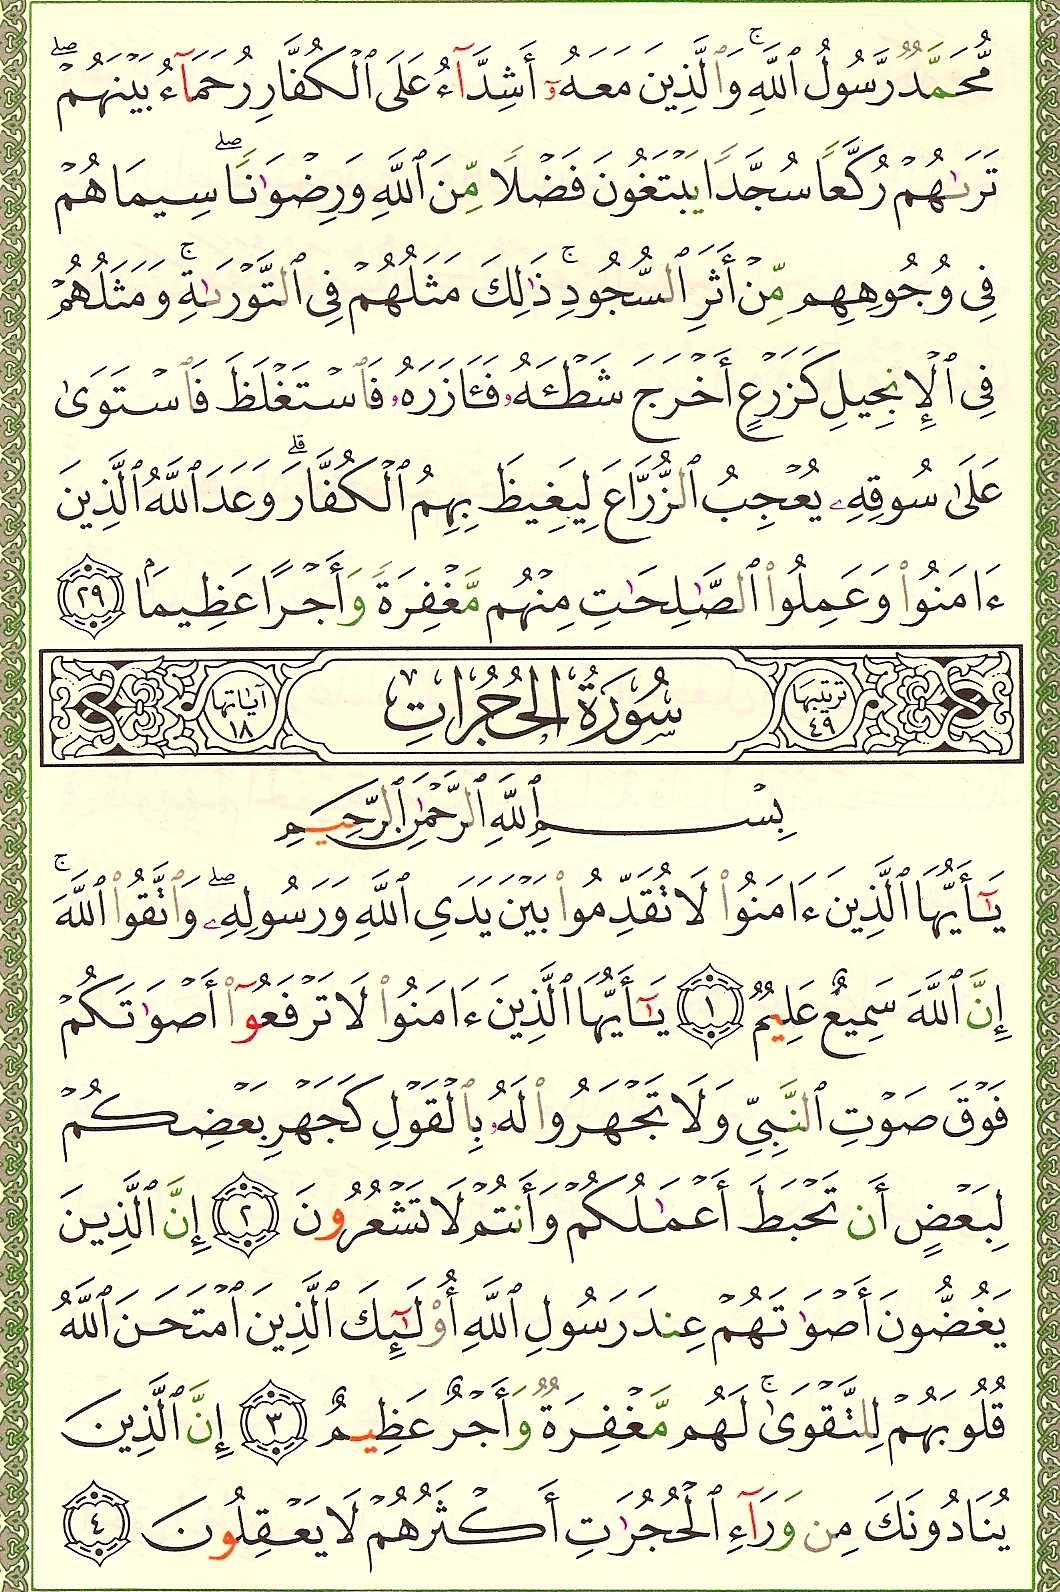 مُّحَمَّدٌ رَّسُولُ ٱللَّهِ ۚ وَٱلَّذِينَ مَعَهُۥٓ أَشِدَّآءُ عَلَى ٱلْكُفَّارِ رُحَمَآءُ بَيْنَهُمْ ۖ
تَرَىٰهُمْ رُكَّعًا سُجَّدًا يَبْتَغُونَ فَضْلًا مِّنَ ٱللَّهِ وَرِضْوَٰنًا ۖ سِيمَاهُمْ
فِى وُجُوهِهِم مِّنْ أَثَرِ ٱلسُّجُودِ ۚ ذَٰلِكَ مَثَلُهُمْ فِى ٱلتَّوْرَىٰةِ ۚ وَمَثَلُهُمْ
فِى ٱلْإِنجِيلِ كَزَرْعٍ أَخْرَجَ شَطْـَٔهُۥ فَـَٔازَرَهُۥ فَٱسْتَغْلَظَ فَٱسْتَوَىٰ
عَلَىٰ سُوقِهِۦ يُعْجِبُ ٱلزُّرَّاعَ لِيَغِيظَ بِهِمُ ٱلْكُفَّارَ ۗ وَعَدَ ٱللَّهُ ٱلَّذِينَ
ءَامَنُوا۟ وَعَمِلُوا۟ ٱلصَّـٰلِحَـٰتِ مِنْهُم مَّغْفِرَةً وَأَجْرًا عَظِيمًۢا ٢٩
ترتيبها ٤٩ سُورَةُ الحُجُرَاتِ آياتها ١٨
بِسْمِ ٱللَّهِ ٱلرَّحْمَـٰنِ ٱلرَّحِيمِ
يَـٰٓأَيُّهَا ٱلَّذِينَ ءَامَنُوا۟ لَا تُقَدِّمُوا۟ بَيْنَ يَدَىِ ٱللَّهِ وَرَسُولِهِۦ ۖ وَٱتَّقُوا۟ ٱللَّهَ ۚ
إِنَّ ٱللَّهَ سَمِيعٌ عَلِيمٌ ١ يَـٰٓأَيُّهَا ٱلَّذِينَ ءَامَنُوا۟ لَا تَرْفَعُوٓا۟ أَصْوَٰتَكُمْ
فَوْقَ صَوْتِ ٱلنَّبِىِّ وَلَا تَجْهَرُوا۟ لَهُۥ بِٱلْقَوْلِ كَجَهْرِ بَعْضِكُمْ
لِبَعْضٍ أَن تَحْبَطَ أَعْمَـٰلُكُمْ وَأَنتُمْ لَا تَشْعُرُونَ ٢ إِنَّ ٱلَّذِينَ
يَغُضُّونَ أَصْوَٰتَهُمْ عِندَ رَسُولِ ٱللَّهِ أُو۟لَـٰٓئِكَ ٱلَّذِينَ ٱمْتَحَنَ ٱللَّهُ
قُلُوبَهُمْ لِلتَّقْوَىٰ ۚ لَهُم مَّغْفِرَةٌ وَأَجْرٌ عَظِيمٌ ٣ إِنَّ ٱلَّذِينَ
يُنَادُونَكَ مِن وَرَآءِ ٱلْحُجُرَٰتِ أَكْثَرُهُمْ لَا يَعْقِلُونَ ٤